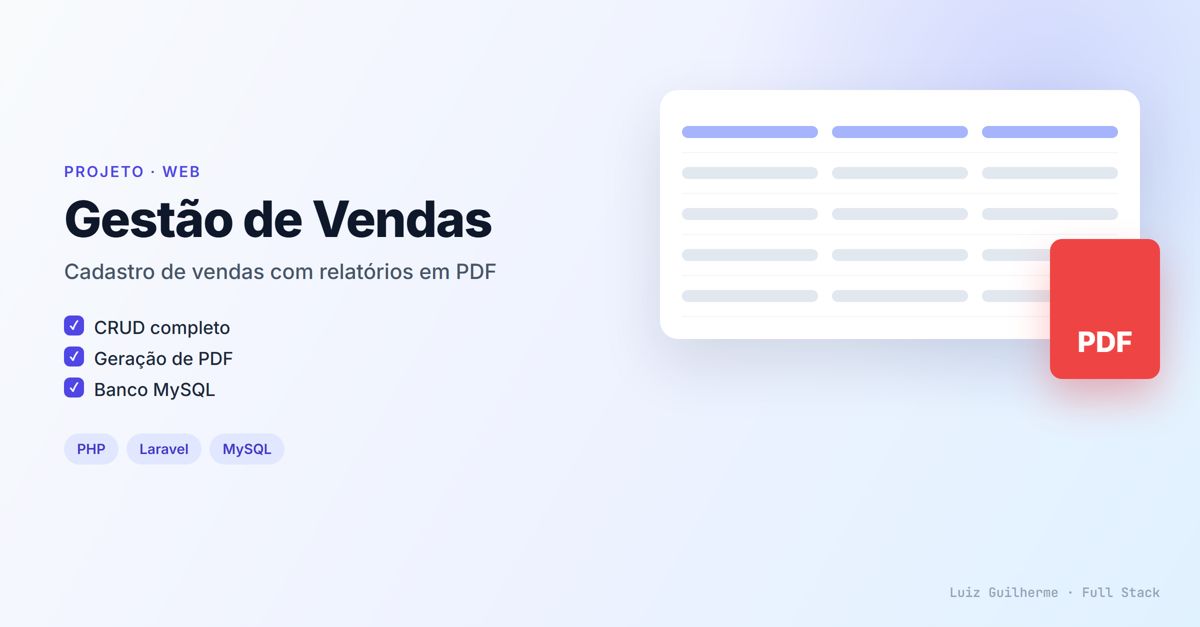 PROJETO · WEB
Gestão de Vendas
Cadastro de vendas com relatórios em PDF
CRUD completo
Geração de PDF
Banco MySQL
PHP Laravel MySQL
PDF
Luiz Guilherme · Full Stack